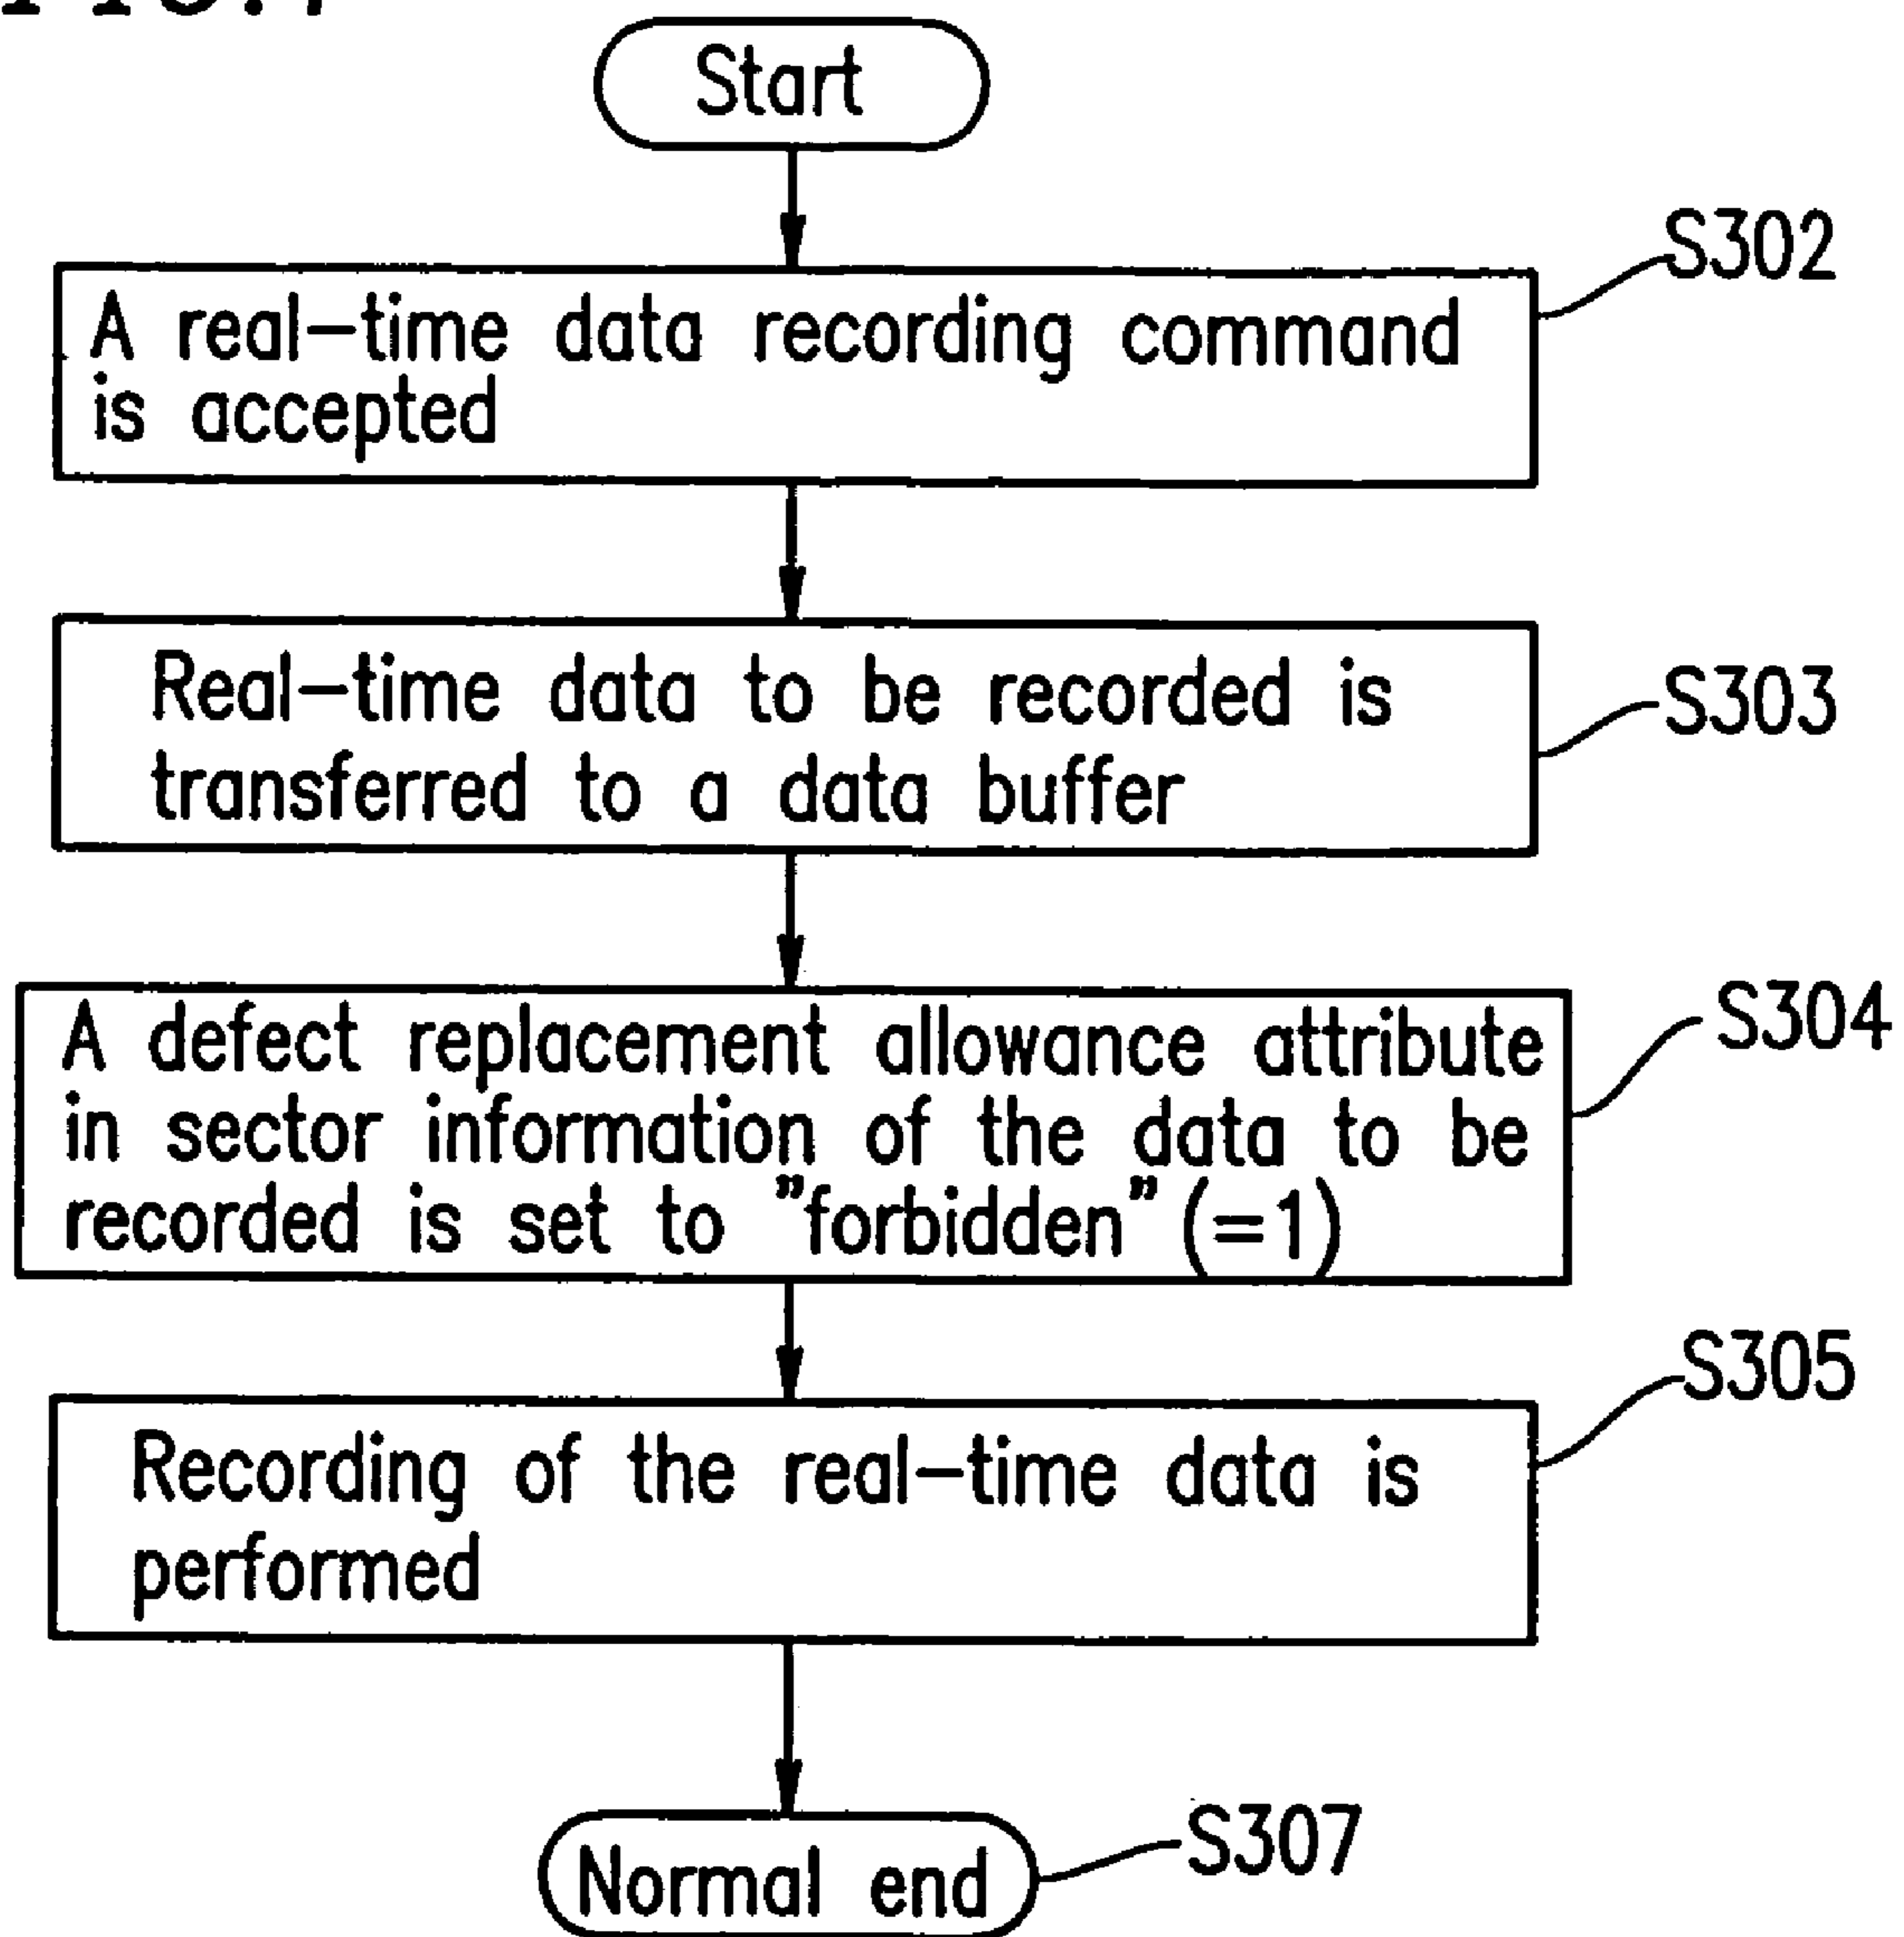 Start
S302
A real-time data recording command
is accepted
Real-time data to be recorded is
transferred to a data buffer
S303
S304
A defect replacement allowance attribute
in sector information of the data to be
recorded is set to "forbidden" (=1)
S305
Recording of the real-time data is
performed
Normal end
S307